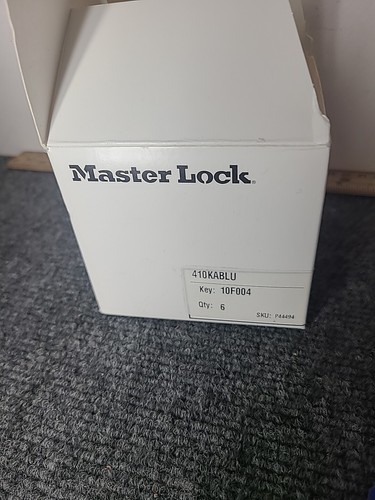 Master Lock®
410KABLU
Key: 10F004
Qty: 6
SKU: P44494